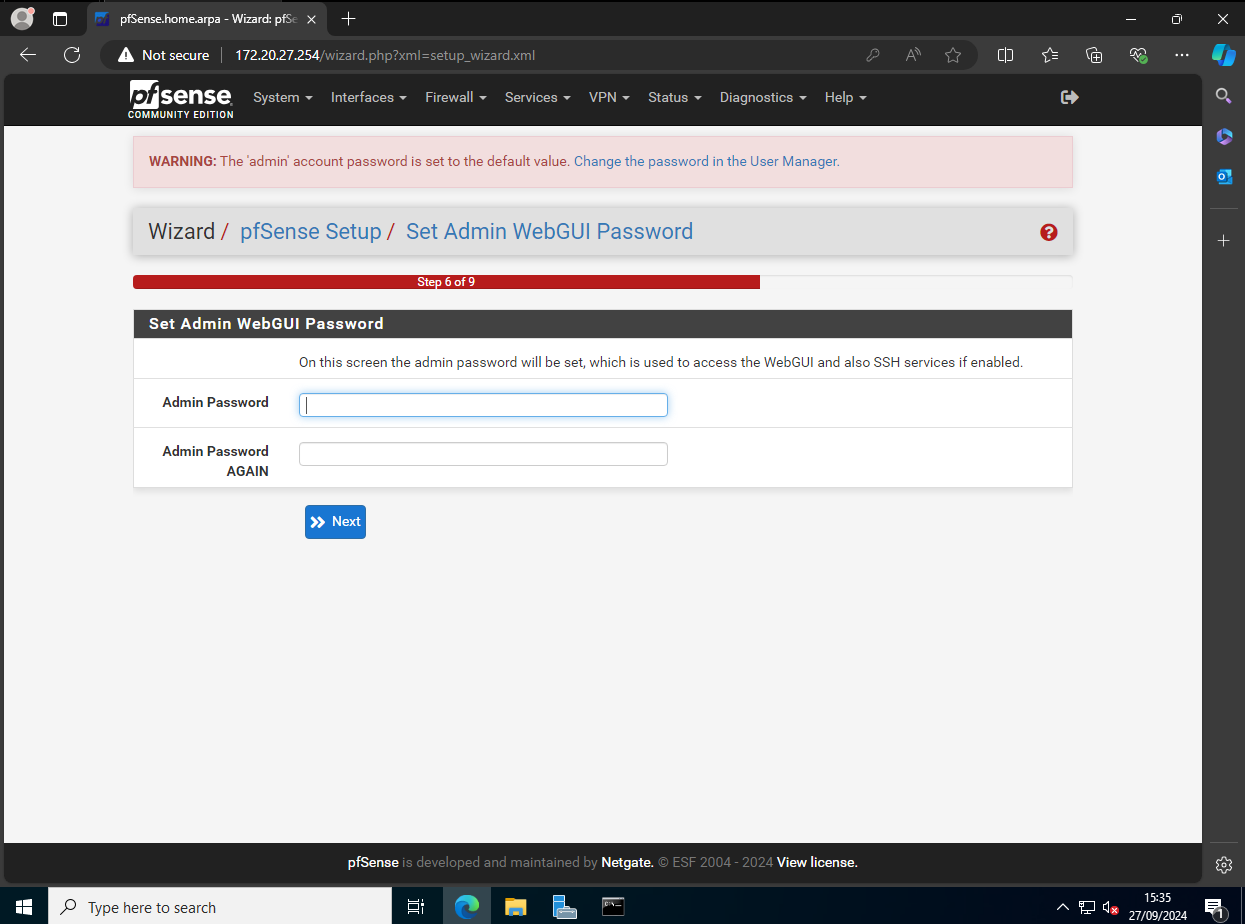 pfSense.home.arpa - Wizard: pfSe
Not secure 172.20.27.254/wizard.php?xml=setup_wizard.xml
pfsense
COMMUNITY EDITION
System Interfaces Firewall Services VPN Status Diagnostics Help
WARNING: The 'admin' account password is set to the default value. Change the password in the User Manager.
Wizard / pfSense Setup / Set Admin WebGUI Password
Step 6 of 9
Set Admin WebGUI Password
On this screen the admin password will be set, which is used to access the WebGUI and also SSH services if enabled.
Admin Password
Admin Password
AGAIN
Next
pfSense is developed and maintained by Netgate. © ESF 2004 - 2024 View license.
Type here to search
15:35
27/09/2024
1